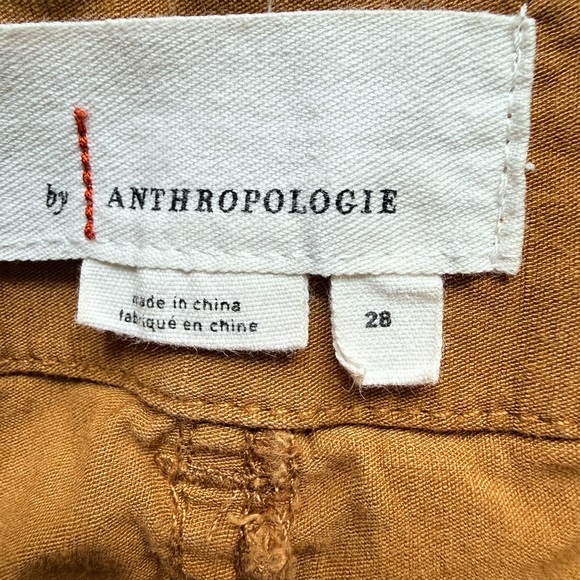 by ANTHROPOLOGIE
made in china
fabriqué en chine
28